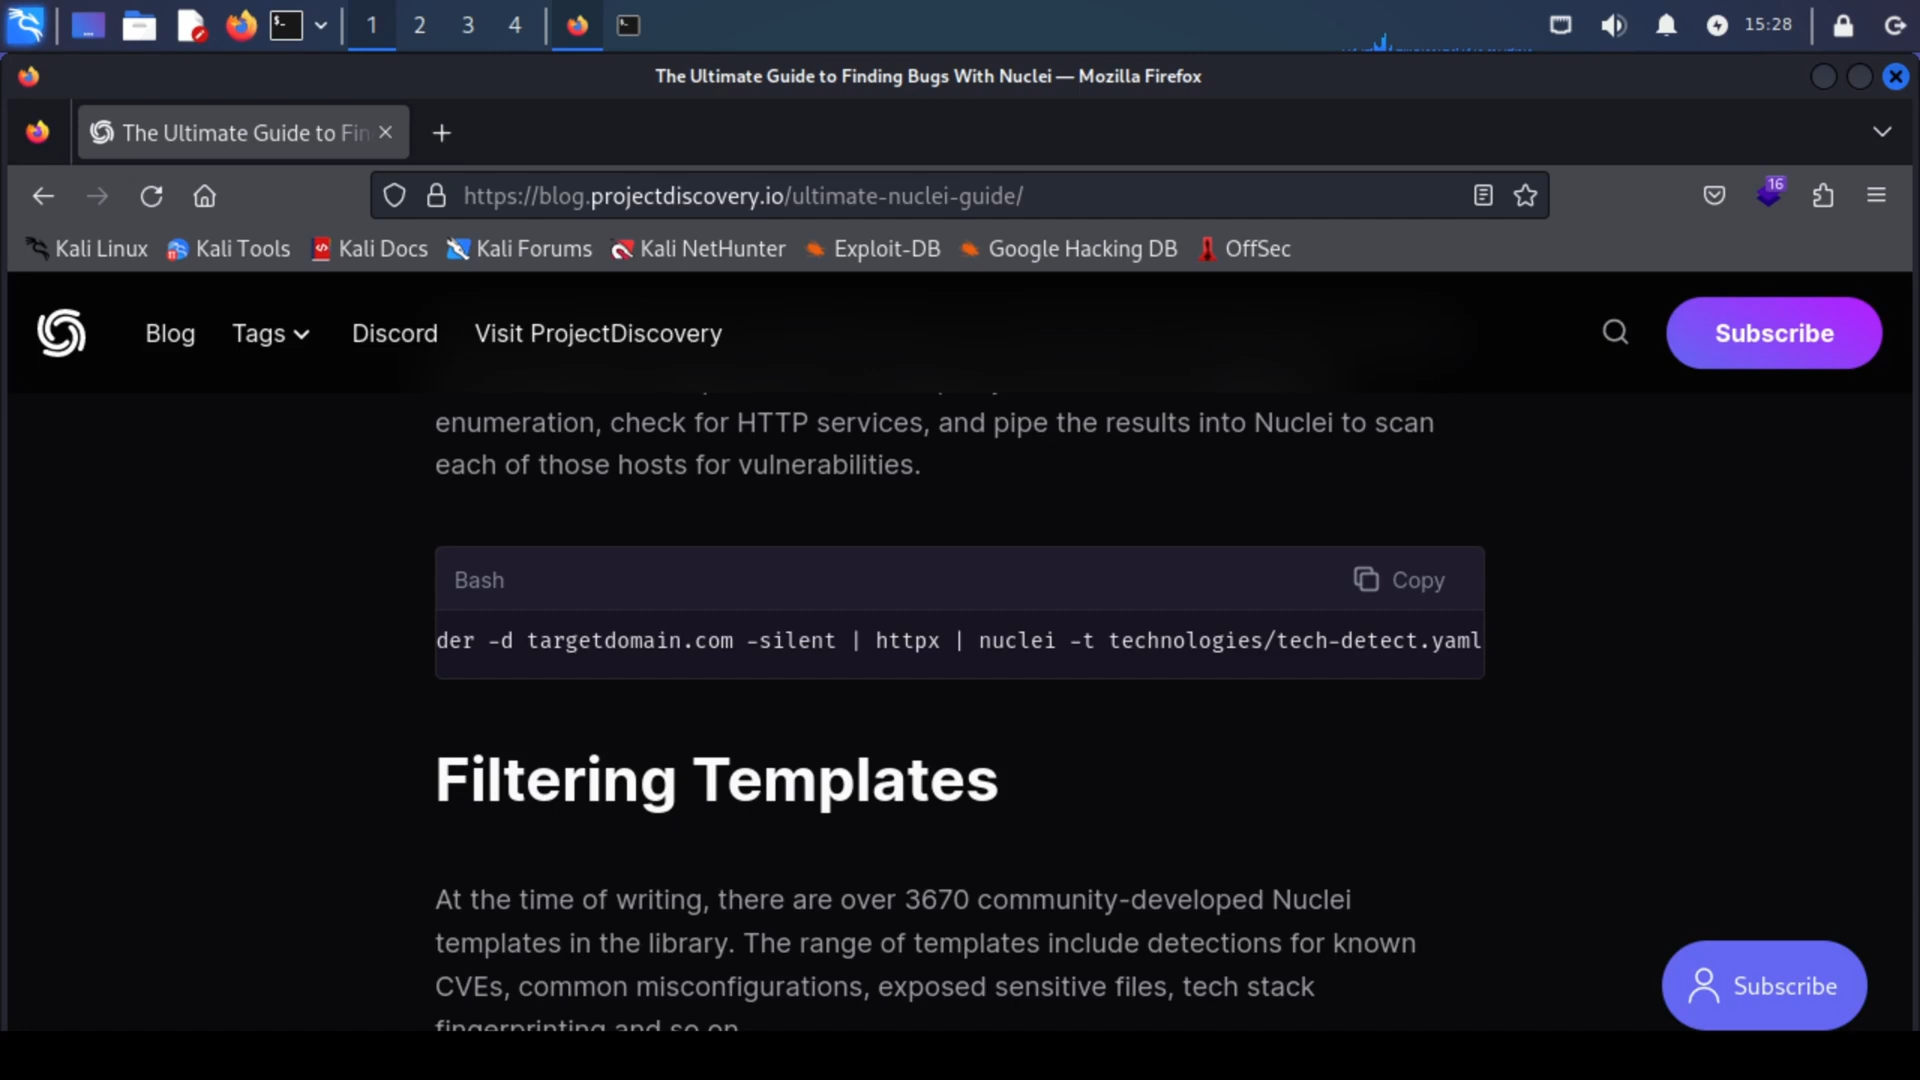 1 2 3 4 15:28
The Ultimate Guide to Finding Bugs With Nuclei — Mozilla Firefox
The Ultimate Guide to Fin
https://blog.projectdiscovery.io/ultimate-nuclei-guide/
16
Kali Linux Kali Tools Kali Docs Kali Forums Kali NetHunter Exploit-DB Google Hacking DB OffSec
Blog Tags Discord Visit ProjectDiscovery Subscribe
enumeration, check for HTTP services, and pipe the results into Nuclei to scan
each of those hosts for vulnerabilities.
Bash Copy
der -d targetdomain.com -silent | httpx | nuclei -t technologies/tech-detect.yaml
Filtering Templates
At the time of writing, there are over 3670 community-developed Nuclei
templates in the library. The range of templates include detections for known
CVEs, common misconfigurations, exposed sensitive files, tech stack
fingerprinting and so on.
Subscribe